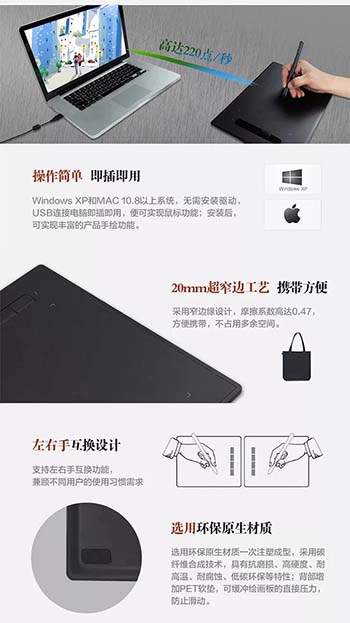 高达220点/秒
操作简单 即插即用
Windows XP和MAC 10.8以上系统，无需安装驱动，
USB连接电脑即插即用，便可实现鼠标功能；安装后，
可实现丰富的产品手绘功能。
Windows XP
20mm超窄边工艺 携带方便
采用窄边缘设计，摩擦系数高达0.47，
方便携带，不占用多余空间。
左右手互换设计
支持左右手互换功能，
兼顾不同用户的使用习惯需求
选用环保原生材质
选用环保原生材质一次注塑成型，采用碳
纤维合成技术，具有抗磨损、高硬度、耐
高温、耐腐蚀、低碳环保等特性；背部增
加PET软垫，可缓冲绘画板的直接压力，
防止滑动。